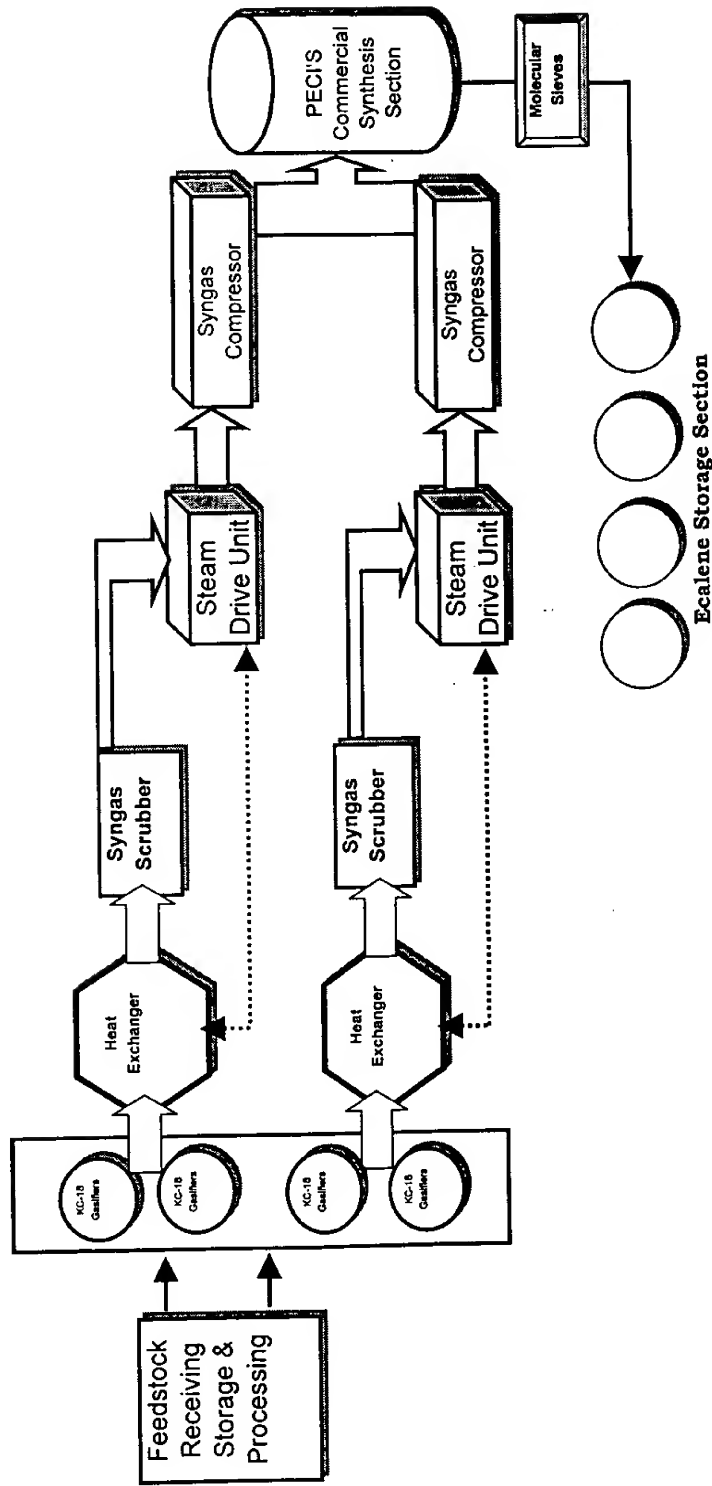 Feedstock
Receiving
Storage &
Processing
KC-18
Gasifiers
KC-18
Gasifiers
KC-18
Gasifiers
KC-18
Gasifiers
Heat
Exchanger
Heat
Exchanger
Syngas
Scrubber
Syngas
Scrubber
Steam
Drive Unit
Steam
Drive Unit
Syngas
Compressor
Syngas
Compressor
PECI'S
Commercial
Synthesis
Section
Molecular
Sieves
Ecalene Storage Section